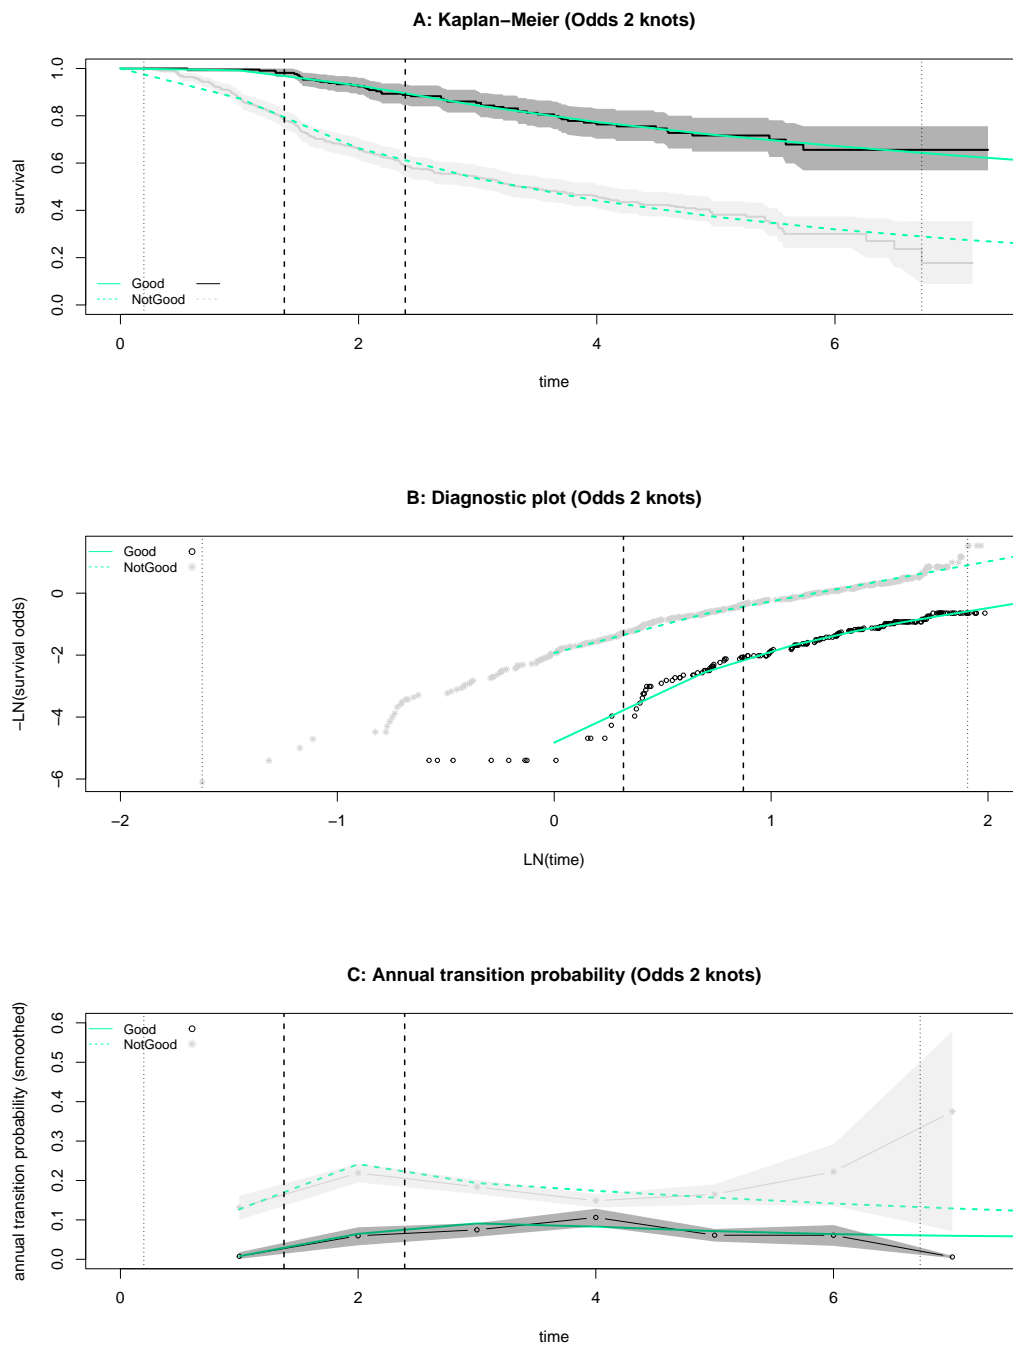 A: Kaplan−Meier (Odds 2 knots)
survival
0.0 0.2 0.4 0.6 0.8 1.0
Good
NotGood
0 2 4 6
time
B: Diagnostic plot (Odds 2 knots)
−LN(survival odds)
−6 −4 −2 0
Good
NotGood
−2 −1 0 1 2
LN(time)
C: Annual transition probability (Odds 2 knots)
annual transition probability (smoothed)
0.0 0.1 0.2 0.3 0.4 0.5 0.6
Good
NotGood
0 2 4 6
time